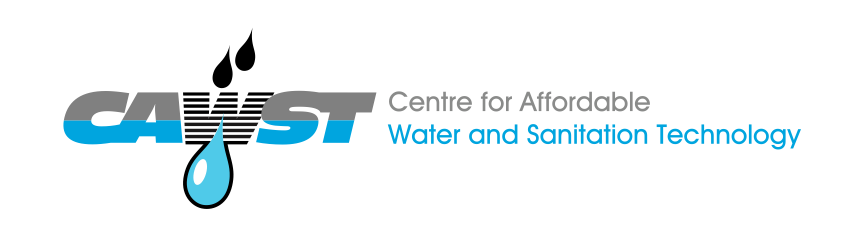 CAWST
Centre for Affordable
Water and Sanitation Technology